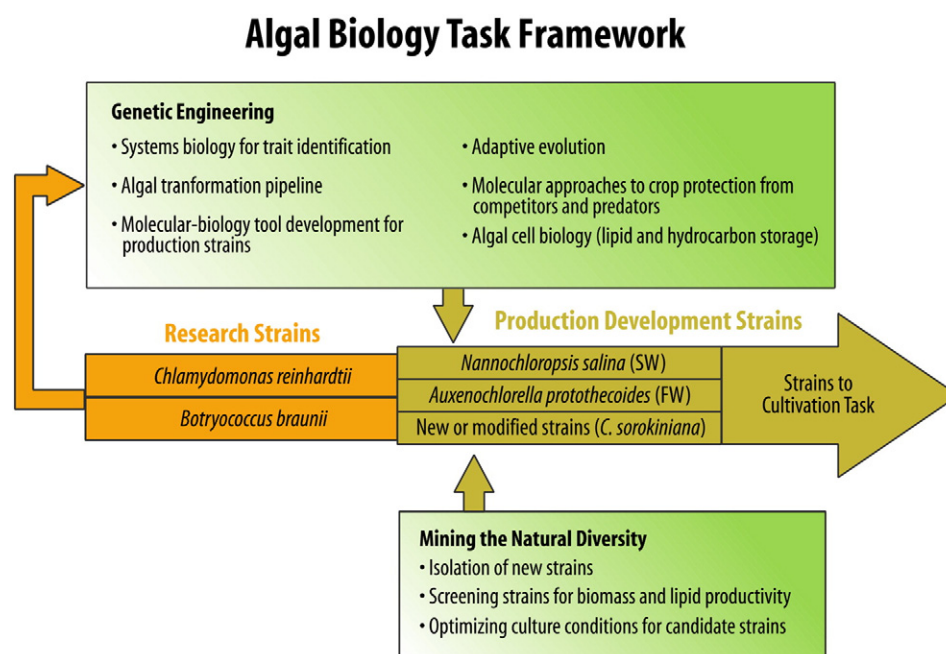 Algal Biology Task Framework
Genetic Engineering
• Systems biology for trait identification
• Algal tranformation pipeline
• Molecular-biology tool development for
production strains
• Adaptive evolution
• Molecular approaches to crop protection from
competitors and predators
• Algal cell biology (lipid and hydrocarbon storage)
Research Strains
Chlamydomonas reinhardtii
Botryococcus braunii
Production Development Strains
Nannochloropsis salina (SW)
Auxenochlorella protothecoides (FW)
New or modified strains (C. sorokiniana)
Strains to
Cultivation Task
Mining the Natural Diversity
• Isolation of new strains
• Screening strains for biomass and lipid productivity
• Optimizing culture conditions for candidate strains